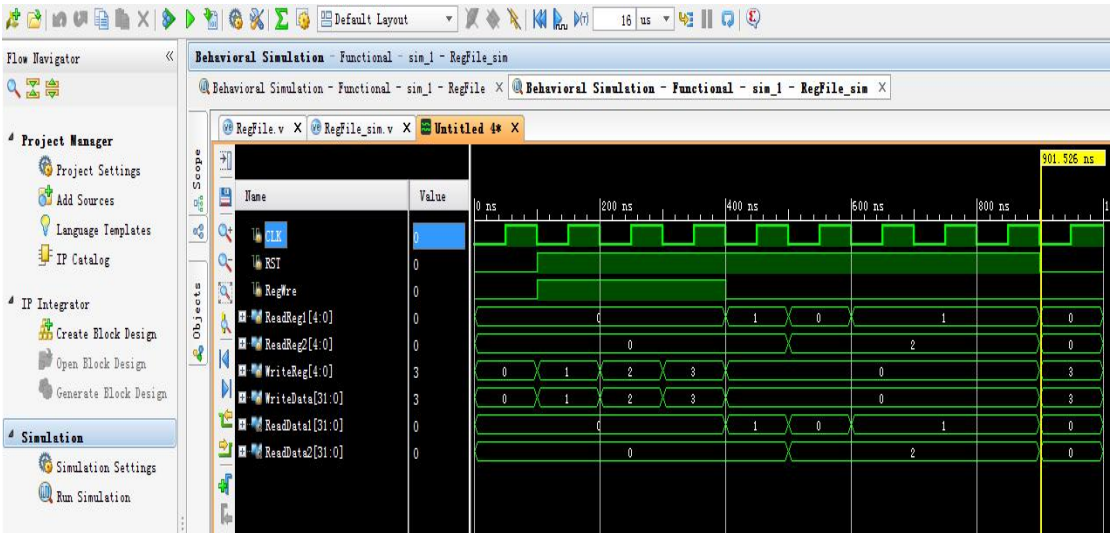 Default Layout
(T)
16 us
Flow Navigator «
Behavioral Simulation - Functional - sim_1 - RegFile_sim
Behavioral Simulation - Functional - sim_1 - RegFile X
Behavioral Simulation - Functional - sim_1 - RegFile_sim X
RegFile.v X
RegFile_sim.v X
Untitled 4* X
Project Manager
Project Settings
Add Sources
Language Templates
IP Catalog
IP Integrator
Create Block Design
Open Block Design
Generate Block Design
Simulation
Simulation Settings
Run Simulation
Scope
Objects
901.526 ns
Name Value
0 ns 200 ns 400 ns 600 ns 800 ns 1
CLK 0
RST 0
RegWre 0
ReadReg1[4:0] 0 0 1 0 1 0
ReadReg2[4:0] 0 0 2 0
WriteReg[4:0] 3 0 1 2 3 0 3
WriteData[31:0] 3 0 1 2 3 0 3
ReadData1[31:0] 0 0 1 0 1 0
ReadData2[31:0] 0 0 2 0